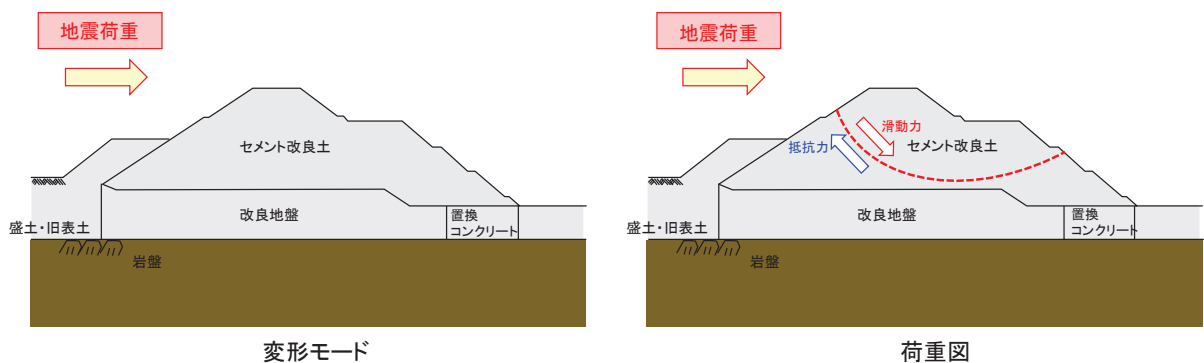 地震荷重
セメント改良土
改良地盤
置換
コンクリート
盛土・旧表土
岩盤
変形モード
地震荷重
滑動力
抵抗力
セメント改良土
改良地盤
置換
コンクリート
盛土・旧表土
岩盤
荷重図